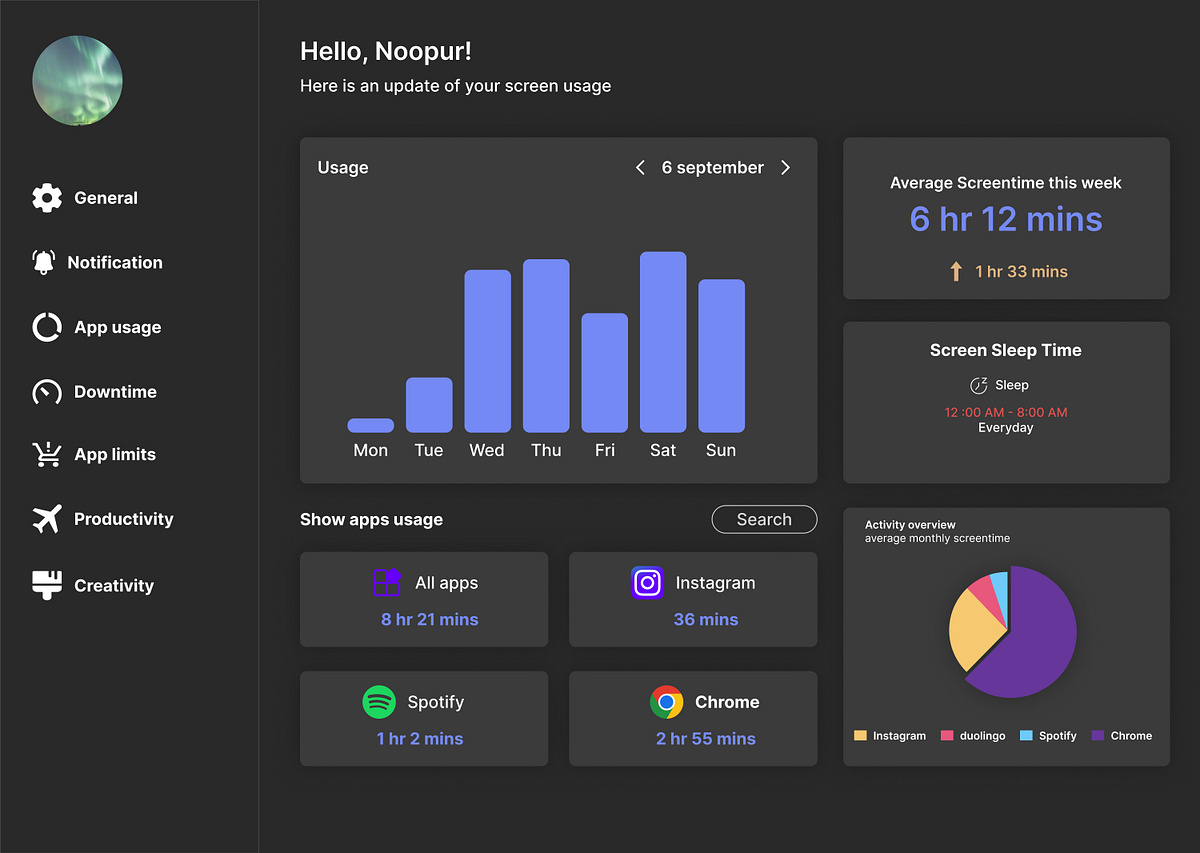 Hello, Noopur!
Here is an update of your screen usage
General
Notification
App usage
Downtime
App limits
Productivity
Creativity
Usage
6 september
Mon Tue Wed Thu Fri Sat Sun
Average Screentime this week
6 hr 12 mins
1 hr 33 mins
Screen Sleep Time
Sleep
12 :00 AM - 8:00 AM
Everyday
Show apps usage
Search
All apps
8 hr 21 mins
Instagram
36 mins
Spotify
1 hr 2 mins
Chrome
2 hr 55 mins
Activity overview
average monthly screentime
Instagram duolingo Spotify Chrome